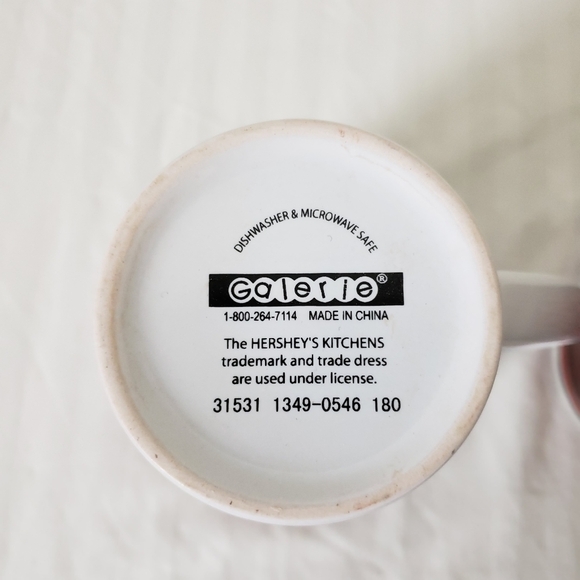 DISHWASHER & MICROWAVE SAFE
Galerie®
1-800-264-7114 MADE IN CHINA
The HERSHEY'S KITCHENS
trademark and trade dress
are used under license.
31531 1349-0546 180